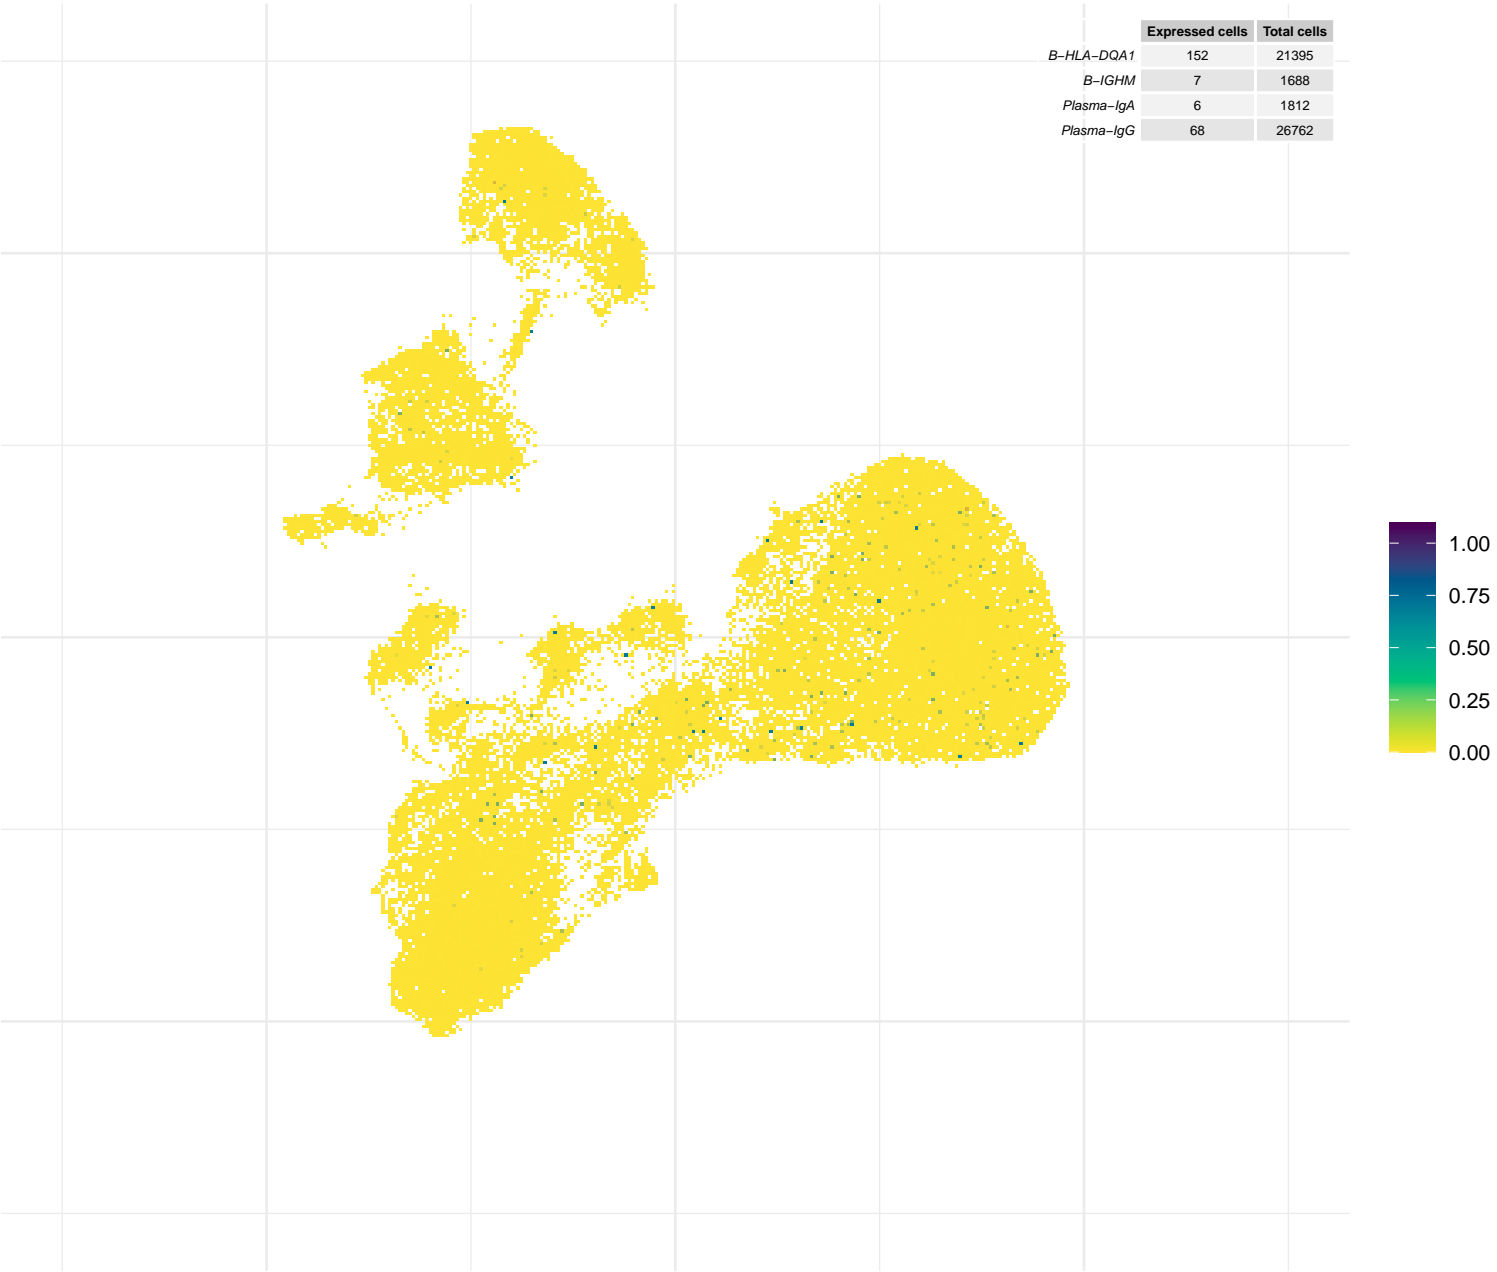 Expressed cells Total cells
B−HLA−DQA1 152 21395
B−IGHM 7 1688
Plasma−IgA 6 1812
Plasma−IgG 68 26762
1.00
0.75
0.50
0.25
0.00